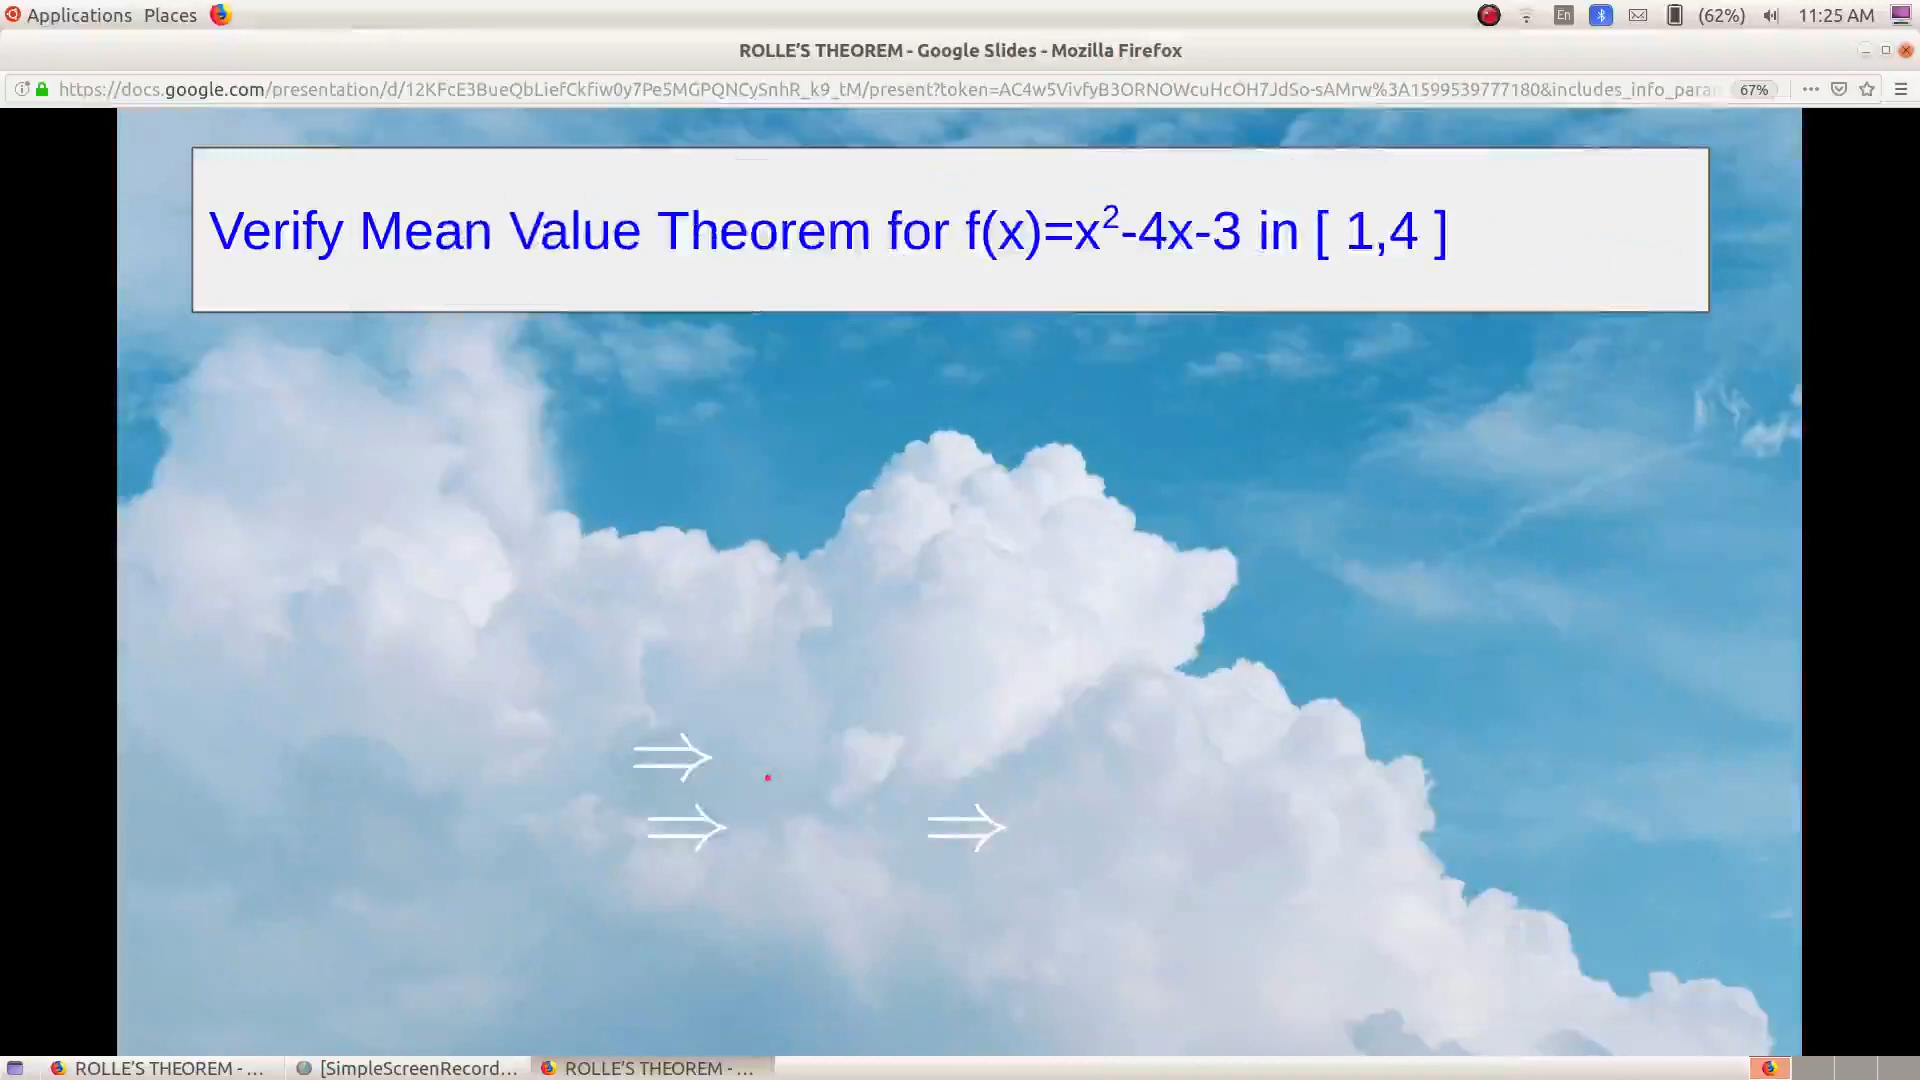 Applications Places En (62%) 11:25 AM
ROLLE’S THEOREM - Google Slides - Mozilla Firefox
https://docs.google.com/presentation/d/12KFcE3BueQbLiefCkfiw0y7Pe5MGPQNCySnhR_k9_tM/present?token=AC4w5VivfyB3ORNOWcuHcOH7JdSo-sAMrw%3A1599539777180&includes_info_para 67%
Verify Mean Value Theorem for f(x)=x²-4x-3 in [ 1,4 ]
⇒
⇒ ⇒
ROLLE’S THEOREM - ... [SimpleScreenRecord... ROLLE’S THEOREM - ...